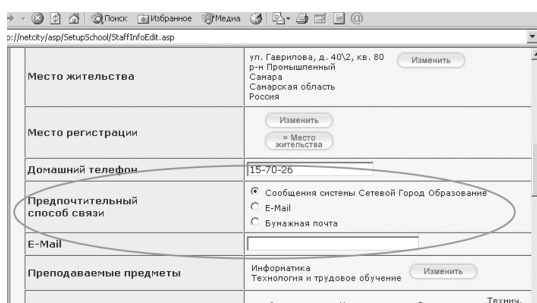 Поиск Избранное Медиа
p://netcity/asp/SetupSchool/StaffInfoEdit.asp
Место жительства
ул. Гаврилова, д. 40\2, кв. 80
р-н Промышленный
Самара
Самарская область
Россия
Изменить
Место регистрации
Изменить
= Место
жительства
Домашний телефон
15-70-26
Предпочтительный
способ связи
Сообщения системы Сетевой Город Образование
E-Mail
Бумажная почта
E-Mail
Преподаваемые предметы
Информатика
Технология и трудовое обучение
Изменить
Технич.